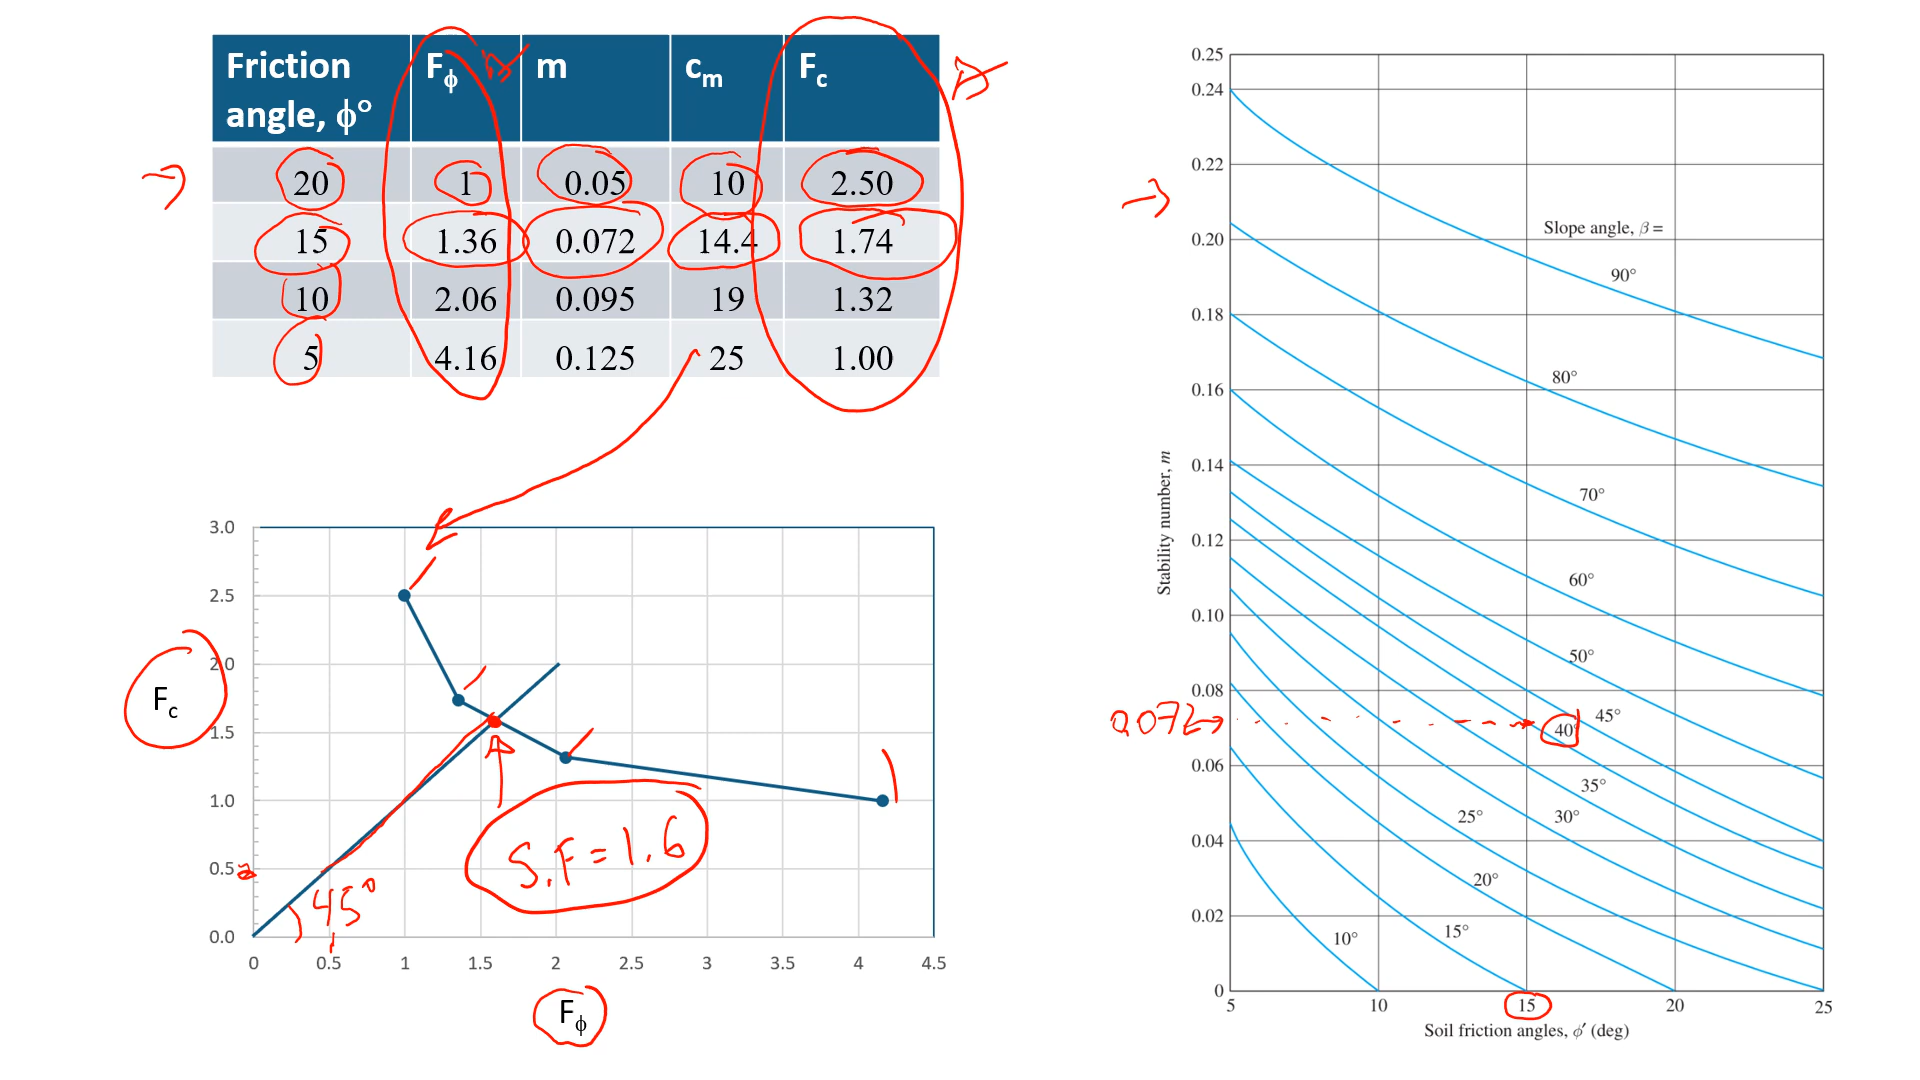 Friction angle, ϕ° Fϕ m cm Fc
20 1 0.05 10 2.50
15 1.36 0.072 14.4 1.74
10 2.06 0.095 19 1.32
5 4.16 0.125 25 1.00
3.0
2.5
2.0
1.5
1.0
0.5
0.0
0 0.5 1 1.5 2 2.5 3 3.5 4 4.5
Fc
Fϕ
45°
S.F = 1.6
0.25
0.24
0.22
0.20
0.18
0.16
0.14
0.12
0.10
0.08
0.06
0.04
0.02
0
Stability number, m
0.072
Slope angle, β =
90°
80°
70°
60°
50°
45°
40°
35°
30°
25°
20°
15°
10°
5 10 15 20 25
Soil friction angles, ϕ′ (deg)